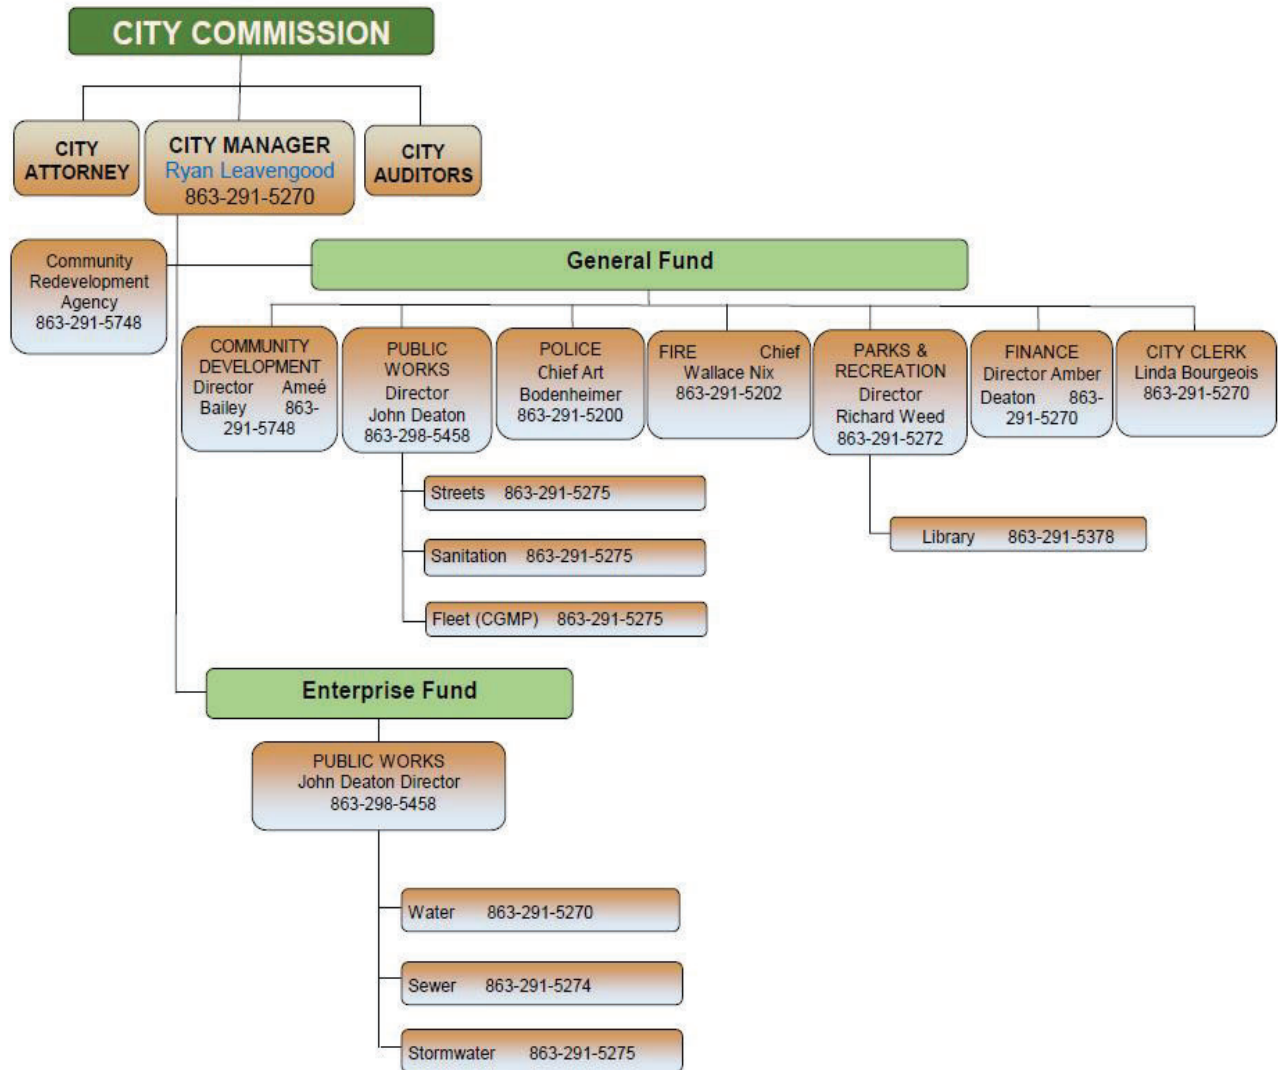 CITY COMMISSION
CITY
ATTORNEY
CITY MANAGER
Ryan Leavengood
863-291-5270
CITY
AUDITORS
Community
Redevelopment
Agency
863-291-5748
General Fund
COMMUNITY
DEVELOPMENT
Director Ameé
Bailey 863-
291-5748
PUBLIC
WORKS
Director
John Deaton
863-298-5458
POLICE
Chief Art
Bodenheimer
863-291-5200
FIRE Chief
Wallace Nix
863-291-5202
PARKS &
RECREATION
Director
Richard Weed
863-291-5272
FINANCE
Director Amber
Deaton 863-
291-5270
CITY CLERK
Linda Bourgeois
863-291-5270
Streets 863-291-5275
Sanitation 863-291-5275
Fleet (CGMP) 863-291-5275
Library 863-291-5378
Enterprise Fund
PUBLIC WORKS
John Deaton Director
863-298-5458
Water 863-291-5270
Sewer 863-291-5274
Stormwater 863-291-5275